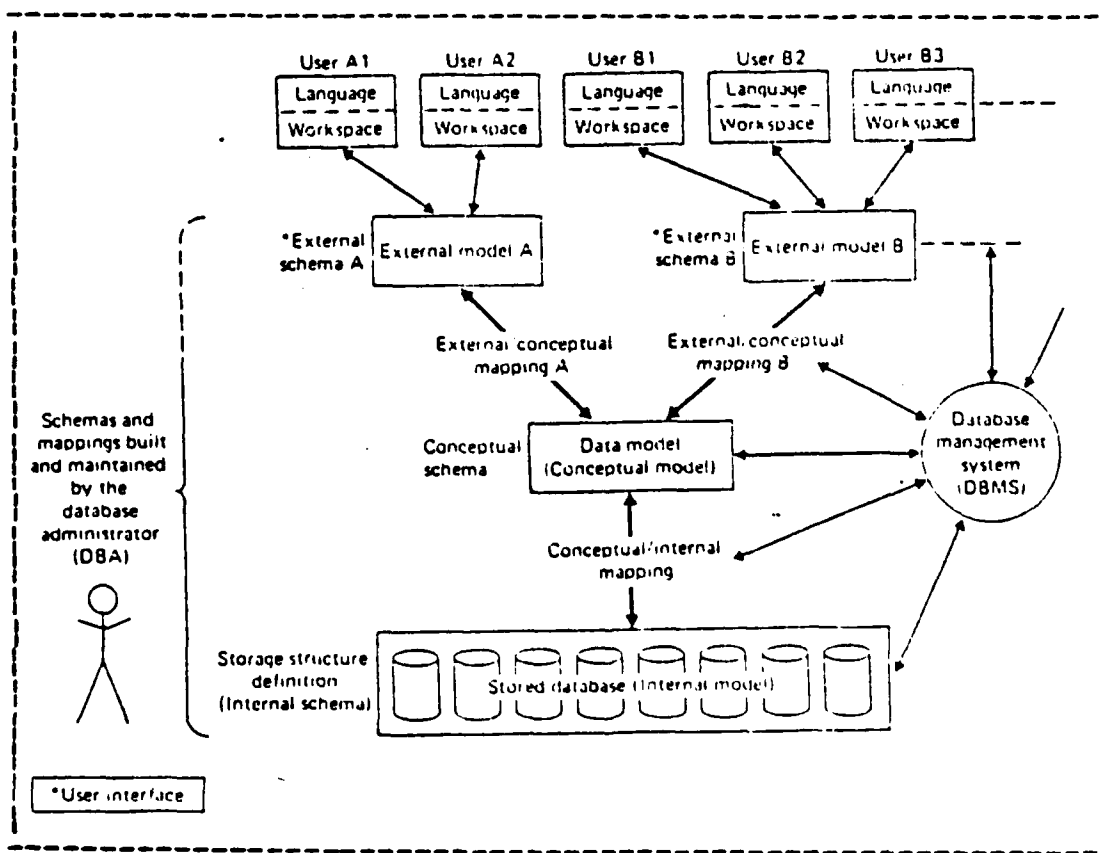 User A1
User A2
User B1
User B2
User B3
Language
Workspace
Language
Workspace
Language
Workspace
Language
Workspace
Language
Workspace
*External
schema A
External model A
*External
schema B
External model B
External/conceptual
mapping A
External/conceptual
mapping B
Schemas and
mappings built
and maintained
by the
database
administrator
(DBA)
Conceptual
schema
Data model
(Conceptual model)
Database
management
system
(DBMS)
Conceptual/internal
mapping
Storage structure
definition
(Internal schema)
Stored database (Internal model)
*User interface